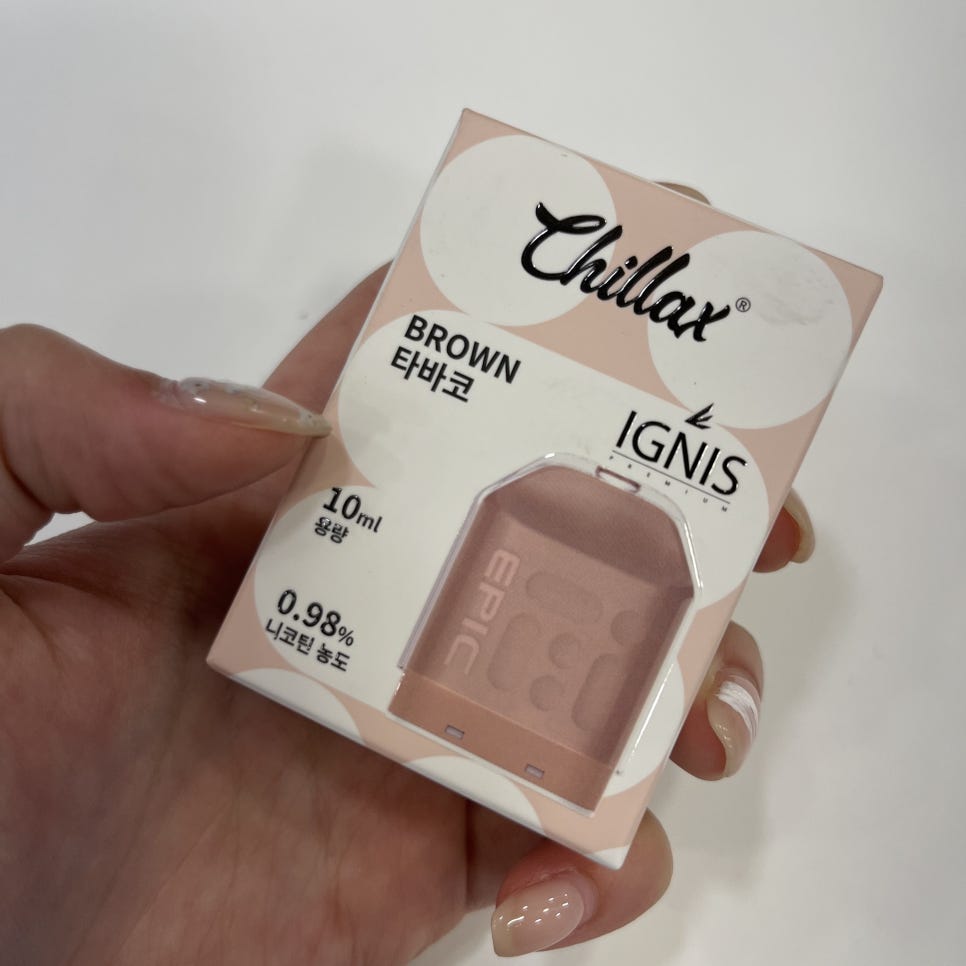 Chillax®
BROWN
타바코
IGNIS
PREMIUM
10ml
용량
0.98%
니코틴 농도
EPIC